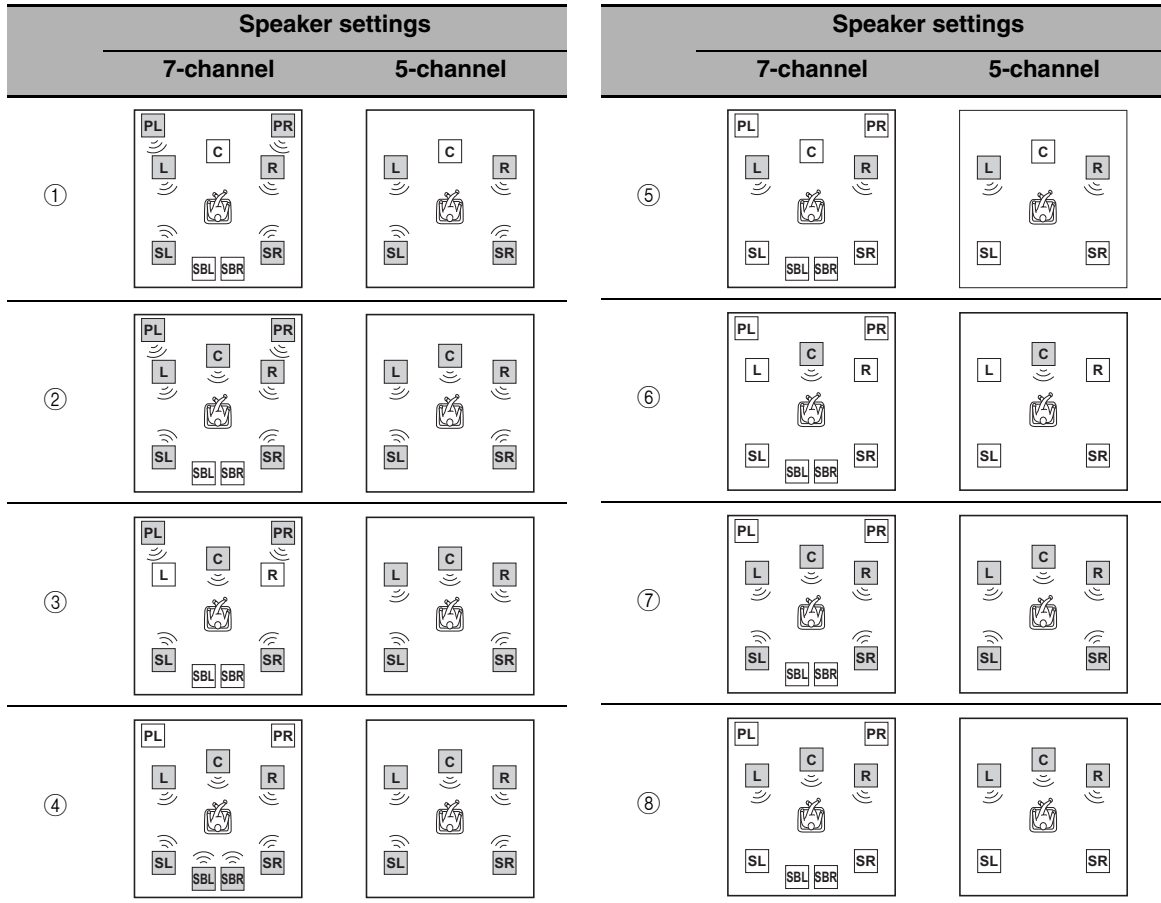 Speaker settings
7-channel 5-channel
①
PL PR
C
L R
SL SR
SBL SBR
C
L R
SL SR
②
PL PR
C
L R
SL SR
SBL SBR
C
L R
SL SR
③
PL PR
C
L R
SL SR
SBL SBR
C
L R
SL SR
④
PL PR
C
L R
SL SR
SBL SBR
C
L R
SL SR
Speaker settings
7-channel 5-channel
⑤
PL PR
C
L R
SL SR
SBL SBR
C
L R
SL SR
⑥
PL PR
C
L R
SL SR
SBL SBR
C
L R
SL SR
⑦
PL PR
C
L R
SL SR
SBL SBR
C
L R
SL SR
⑧
PL PR
C
L R
SL SR
SBL SBR
C
L R
SL SR